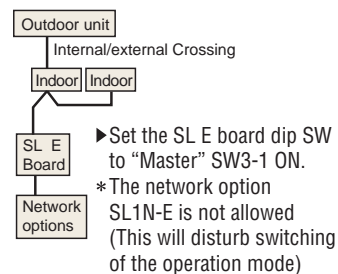 Outdoor unit
Internal/external Crossing
Indoor Indoor
SL E
Board
Network
options
▶Set the SL E board dip SW
to “Master” SW3-1 ON.
*The network option
SL1N-E is not allowed
(This will disturb switching
of the operation mode)